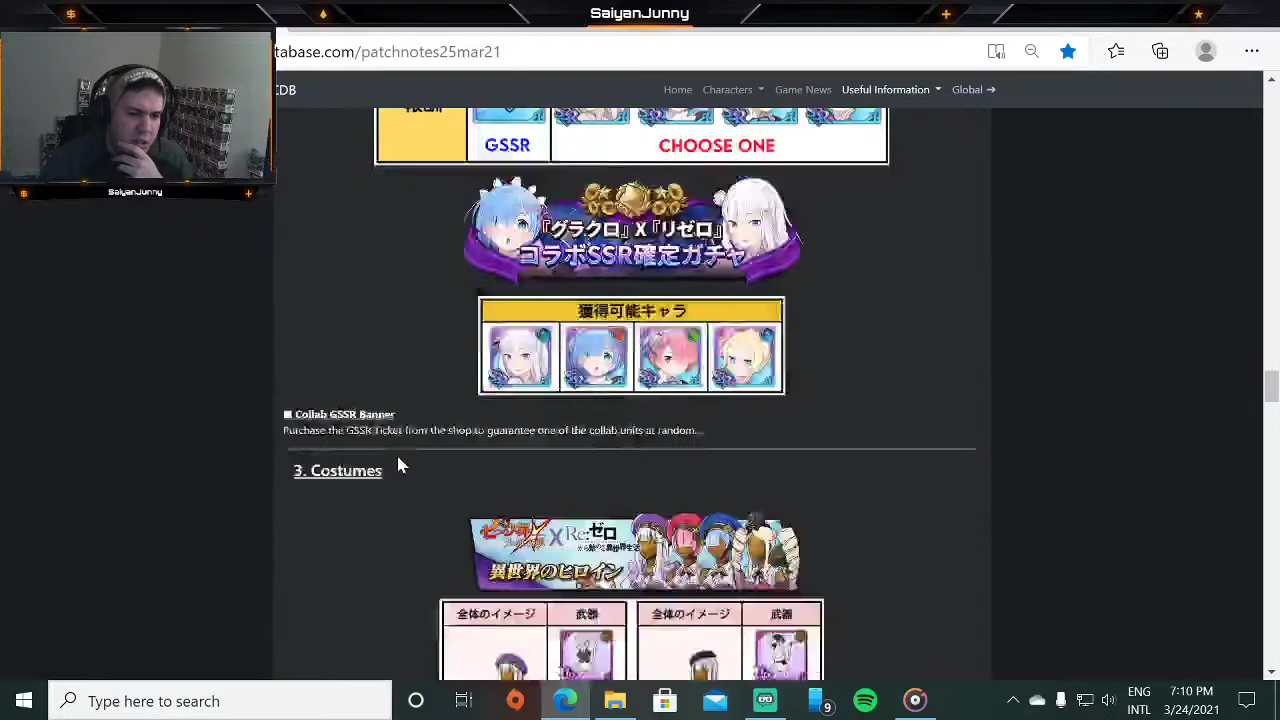 SaiyanJunny
tabase.com/patchnotes25mar21
CDB
Home
Characters
Game News
Useful Information
Global
GSSR
CHOOSE ONE
『グラクロ』X『リゼロ』
コラボSSR確定ガチャ
獲得可能キャラ
SaiyanJunny
■ Collab GSSR Banner
Purchase the GSSR Ticket from the shop to guarantee one of the collab units at random.
3. Costumes
X Re:ゼロ
異世界のヒロイン
全体のイメージ
武器
全体のイメージ
武器
Type here to search
9
ENG
INTL
7:10 PM
3/24/2021